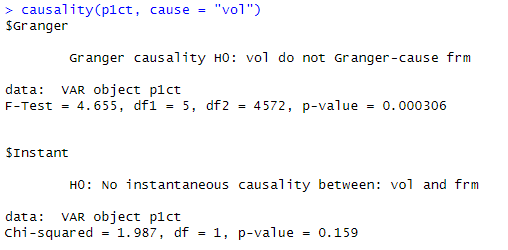 > causality(p1ct, cause = "vol")
$Granger
Granger causality H0: vol do not Granger-cause frm
data: VAR object p1ct
F-Test = 4.655, df1 = 5, df2 = 4572, p-value = 0.000306
$Instant
H0: No instantaneous causality between: vol and frm
data: VAR object p1ct
Chi-squared = 1.987, df = 1, p-value = 0.159